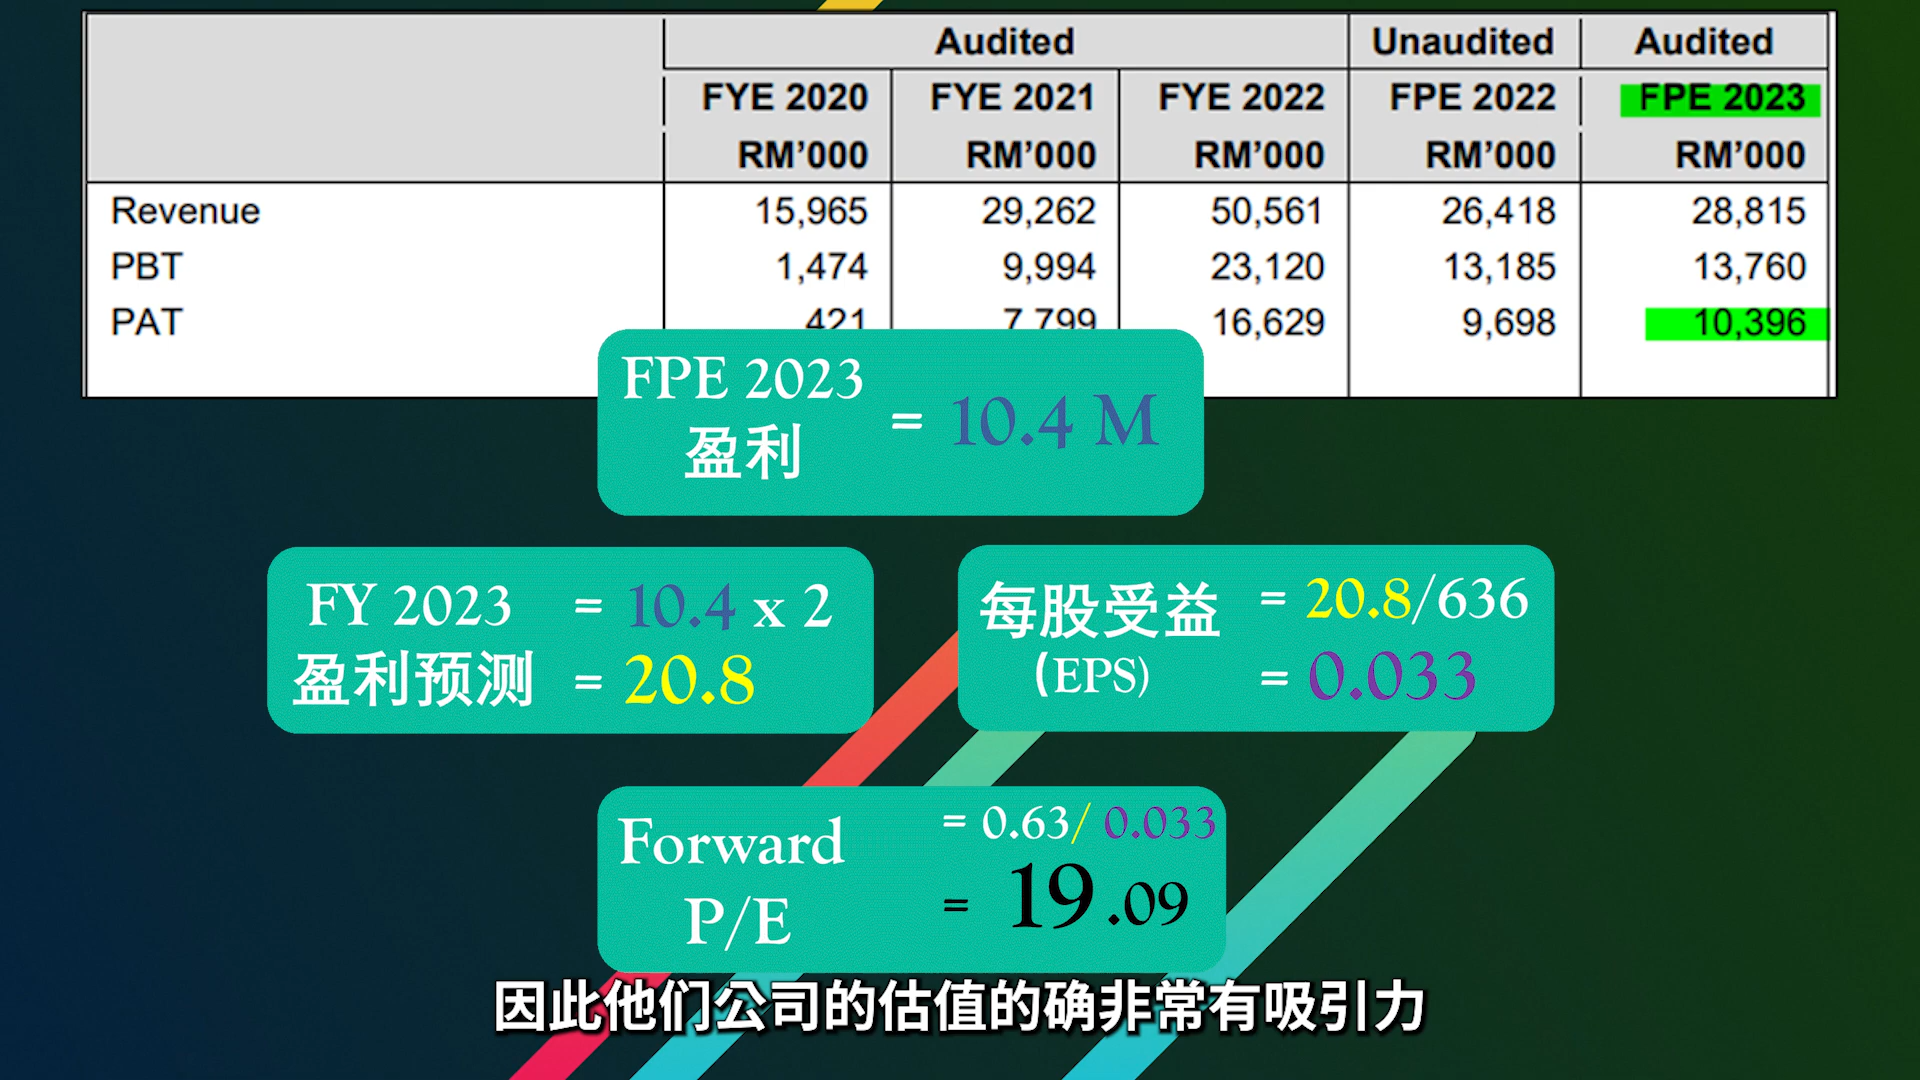 Audited Unaudited Audited
FYE 2020 FYE 2021 FYE 2022 FPE 2022 FPE 2023
RM’000 RM’000 RM’000 RM’000 RM’000
Revenue 15,965 29,262 50,561 26,418 28,815
PBT 1,474 9,994 23,120 13,185 13,760
PAT 421 7,799 16,629 9,698 10,396
FPE 2023
盈利
= 10.4 M
FY 2023 = 10.4 x 2
盈利预测 = 20.8
每股受益 = 20.8/636
(EPS) = 0.033
Forward = 0.63/ 0.033
P/E = 19.09
因此他们公司的估值的确非常有吸引力